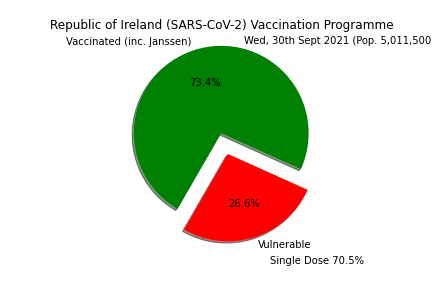 Republic of Ireland (SARS-CoV-2) Vaccination Programme
Vaccinated (inc. Janssen)
Wed, 30th Sept 2021 (Pop. 5,011,500
73.4%
26.6%
Vulnerable
Single Dose 70.5%